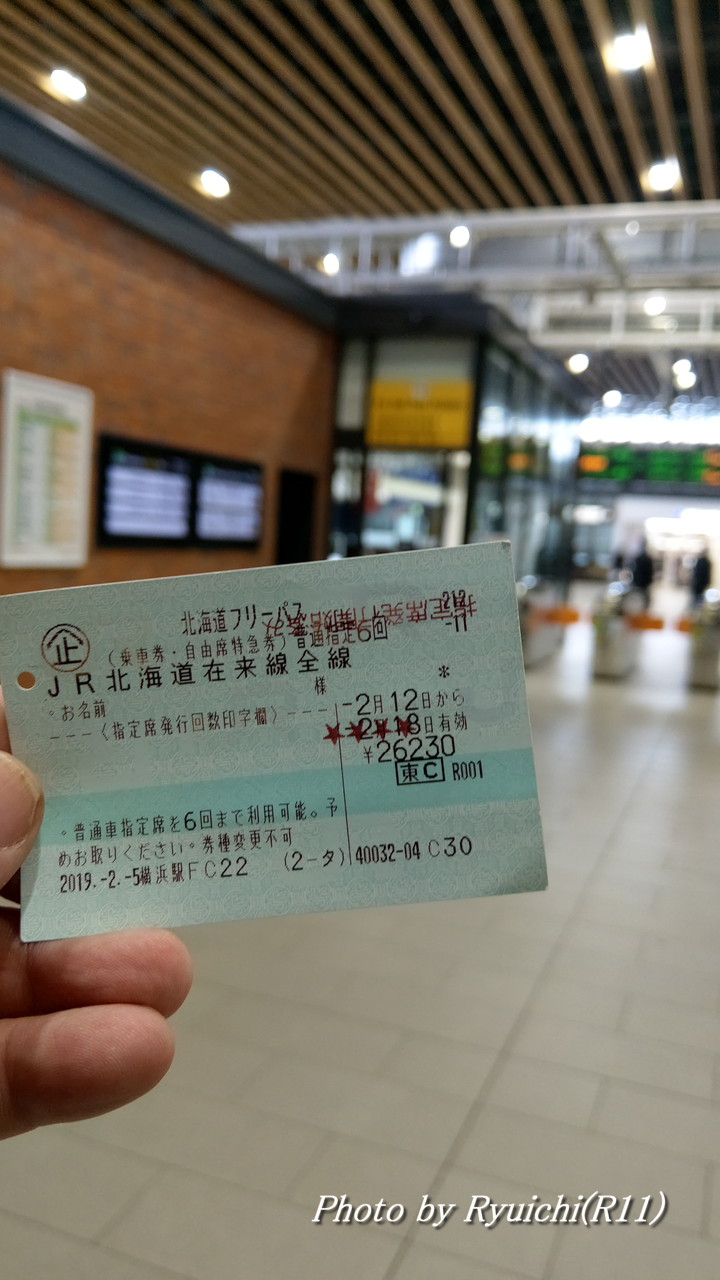 北海道フリーパス
企 （乗車券・自由席特急券）普通指定6回
ＪＲ北海道在来線全線
様
＊
。お名前
－－－〈指定席発行回数印字欄〉－－－
-2月12日から
-2月18日有効
¥26230
東C R001
。普通車指定席を6回まで利用可能。予
めお取りください。券種変更不可
2019.-2.-5横浜駅FC22 （2-タ） 40032-04 C30
Photo by Ryuichi(R11)